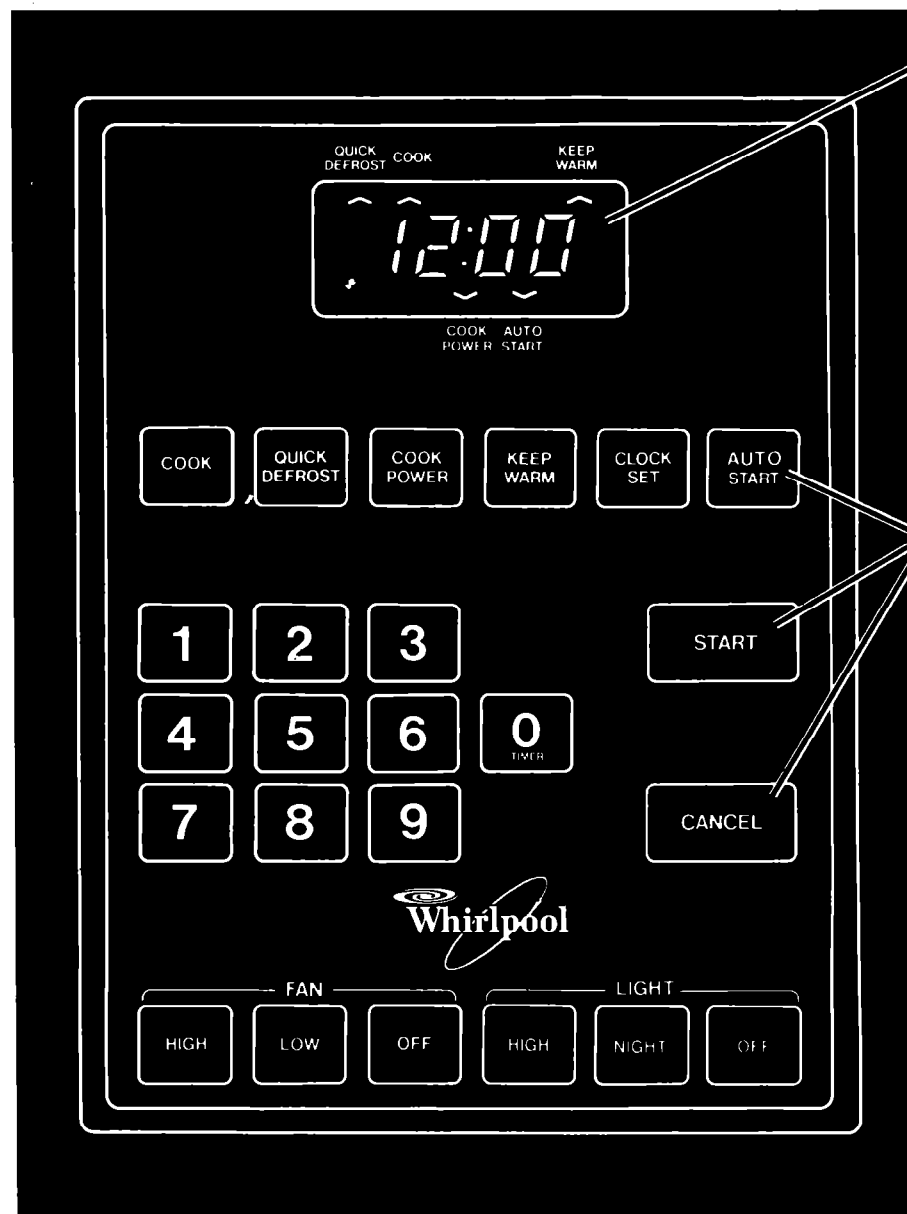 QUICK DEFROST COOK KEEP WARM
12:00
COOK POWER AUTO START
COOK QUICK DEFROST COOK POWER KEEP WARM CLOCK SET AUTO START
1 2 3 START
4 5 6 0 TIMER
7 8 9 CANCEL
Whirlpool
FAN LIGHT
HIGH LOW OFF HIGH NIGHT OFF